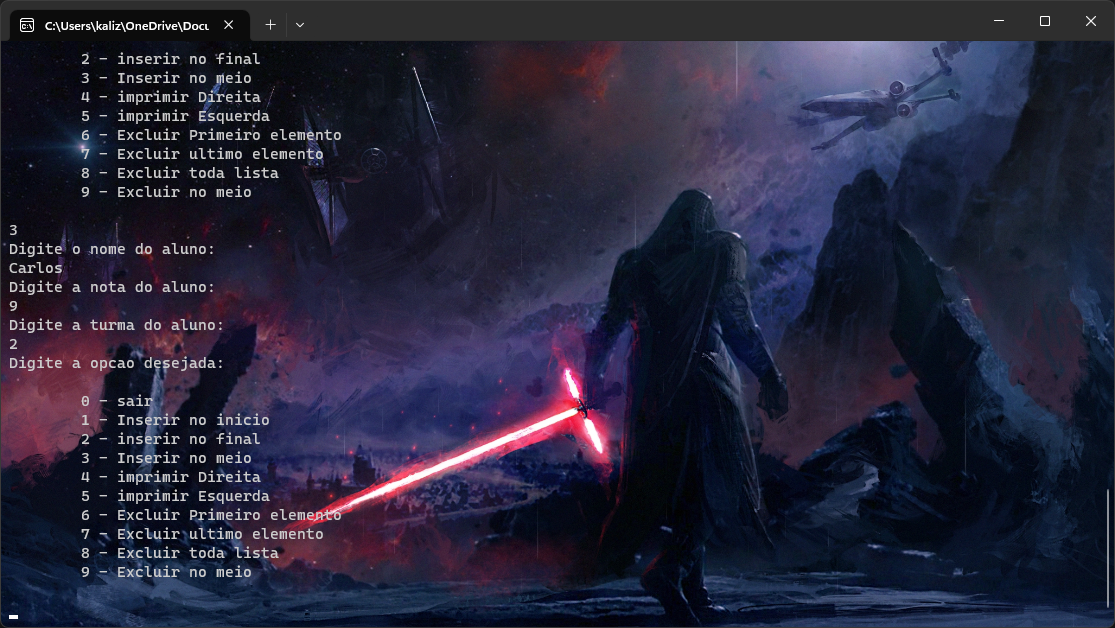 C:\Users\kaliz\OneDrive\Docu
2 - inserir no final
3 - Inserir no meio
4 - imprimir Direita
5 - imprimir Esquerda
6 - Excluir Primeiro elemento
7 - Excluir ultimo elemento
8 - Excluir toda lista
9 - Excluir no meio
3
Digite o nome do aluno:
Carlos
Digite a nota do aluno:
9
Digite a turma do aluno:
2
Digite a opcao desejada:
0 - sair
1 - Inserir no inicio
2 - inserir no final
3 - Inserir no meio
4 - imprimir Direita
5 - imprimir Esquerda
6 - Excluir Primeiro elemento
7 - Excluir ultimo elemento
8 - Excluir toda lista
9 - Excluir no meio